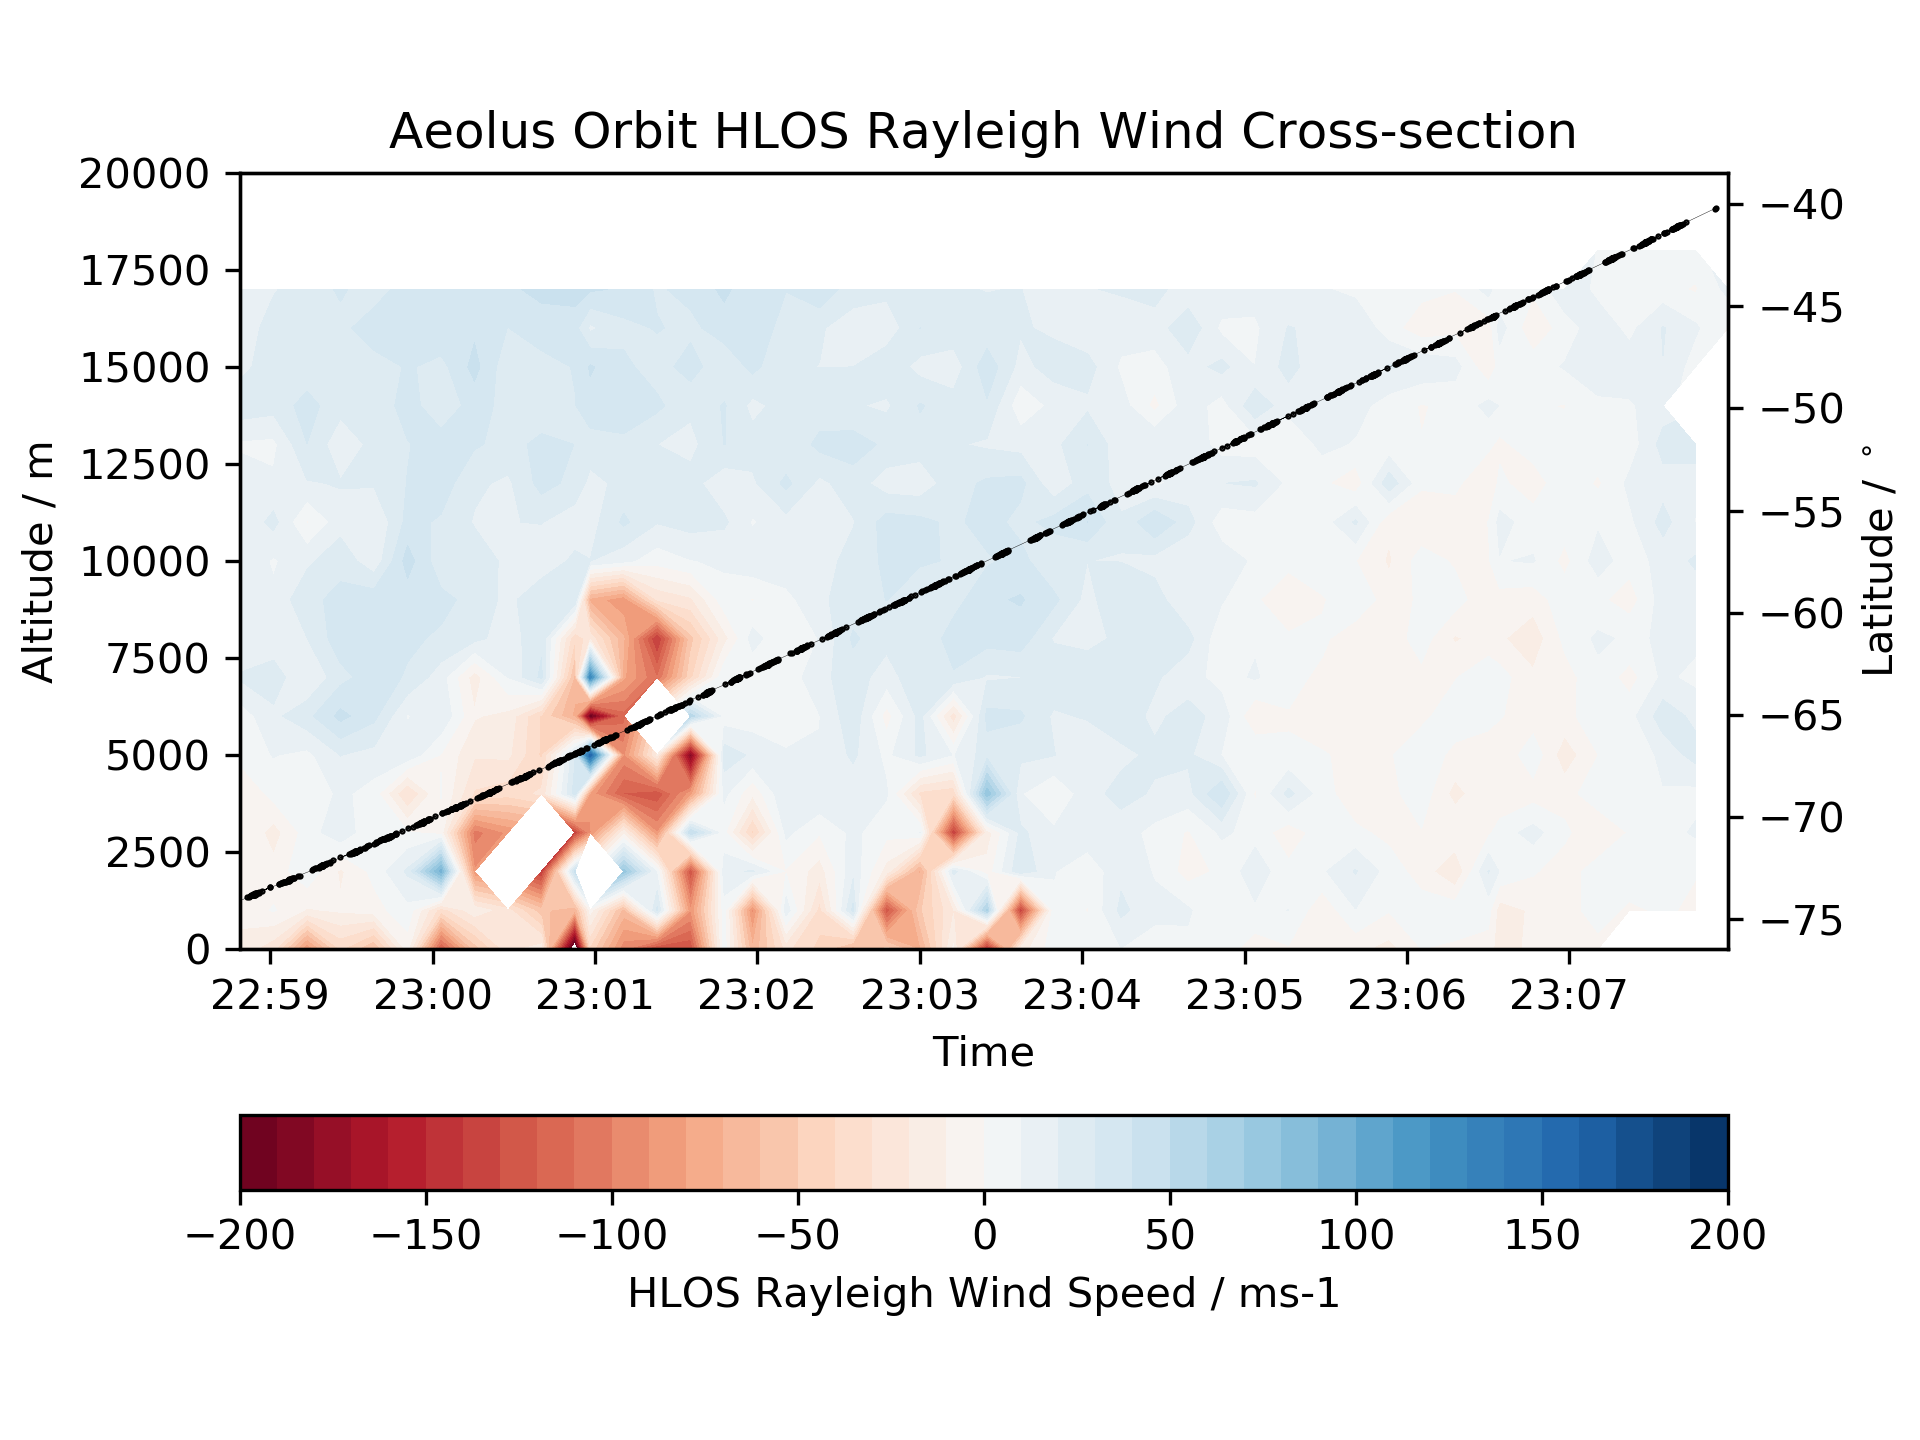 Aeolus Orbit HLOS Rayleigh Wind Cross-section
20000
17500
15000
12500
10000
7500
5000
2500
0
Altitude / m
−40
−45
−50
−55
−60
−65
−70
−75
Latitude / °
22:59 23:00 23:01 23:02 23:03 23:04 23:05 23:06 23:07
Time
−200 −150 −100 −50 0 50 100 150 200
HLOS Rayleigh Wind Speed / ms-1